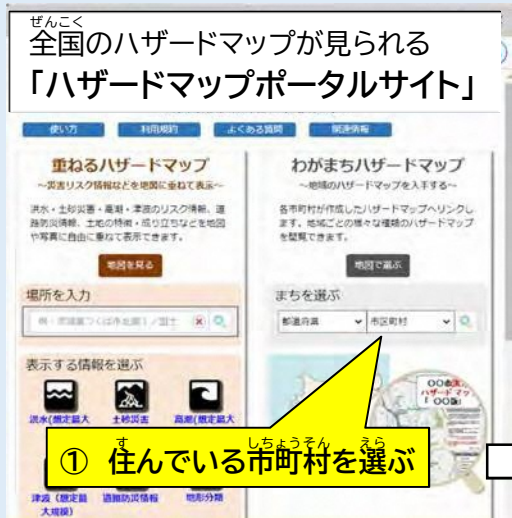 ぜんこく
全国のハザードマップが見られる
「ハザードマップポータルサイト」
使い方 利用規約 よくある質問 関連情報
重ねるハザードマップ
～災害リスク情報などを地図に重ねて表示～
洪水・土砂災害・高潮・津波のリスク情報、道
路防災情報、土地の特徴・成り立ちなどを地図
や写真に自由に重ねて表示できます。
地図を見る
場所を入力
表示する情報を選ぶ
洪水(想定最大 土砂災害 高潮(想定最大
津波（想定最 道路防災情報 地形分類
大規模）
わがまちハザードマップ
～地域のハザードマップを入手する～
各市町村が作成したハザードマップへリンクし
ます。地域ごとの様々な種類のハザードマップ
を閲覧できます。
地図で選ぶ
まちを選ぶ
都道府県 市区町村
す しちょうそん えら
① 住んでいる市町村を選ぶ